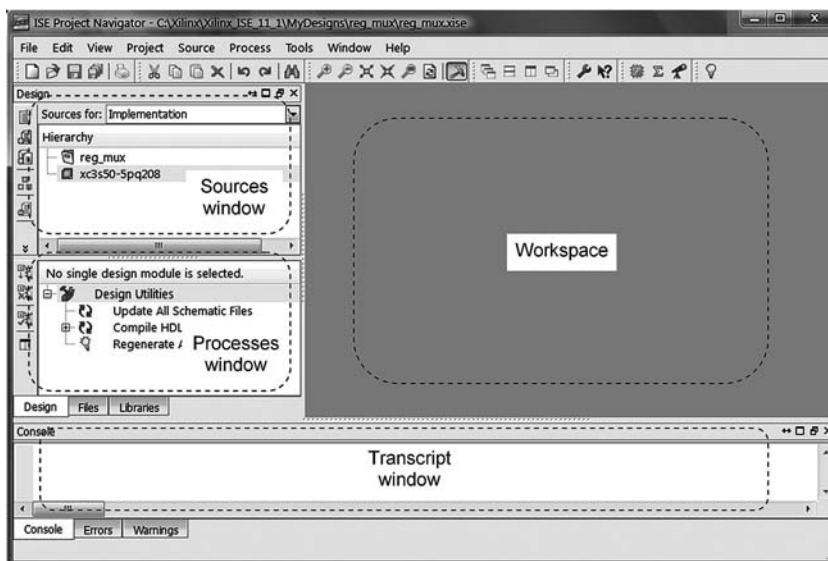 ISE Project Navigator - C:\Xilinx\Xilinx_ISE_11_1\MyDesigns\reg_mux\reg_mux.xise
File Edit View Project Source Process Tools Window Help
Design
Sources for: Implementation
Hierarchy
reg_mux
xc3s50-5pq208
Sources
window
Workspace
No single design module is selected.
Design Utilities
Update All Schematic Files
Compile HDL
Regenerate
Processes
window
Design Files Libraries
Console
Transcript
window
Console Errors Warnings